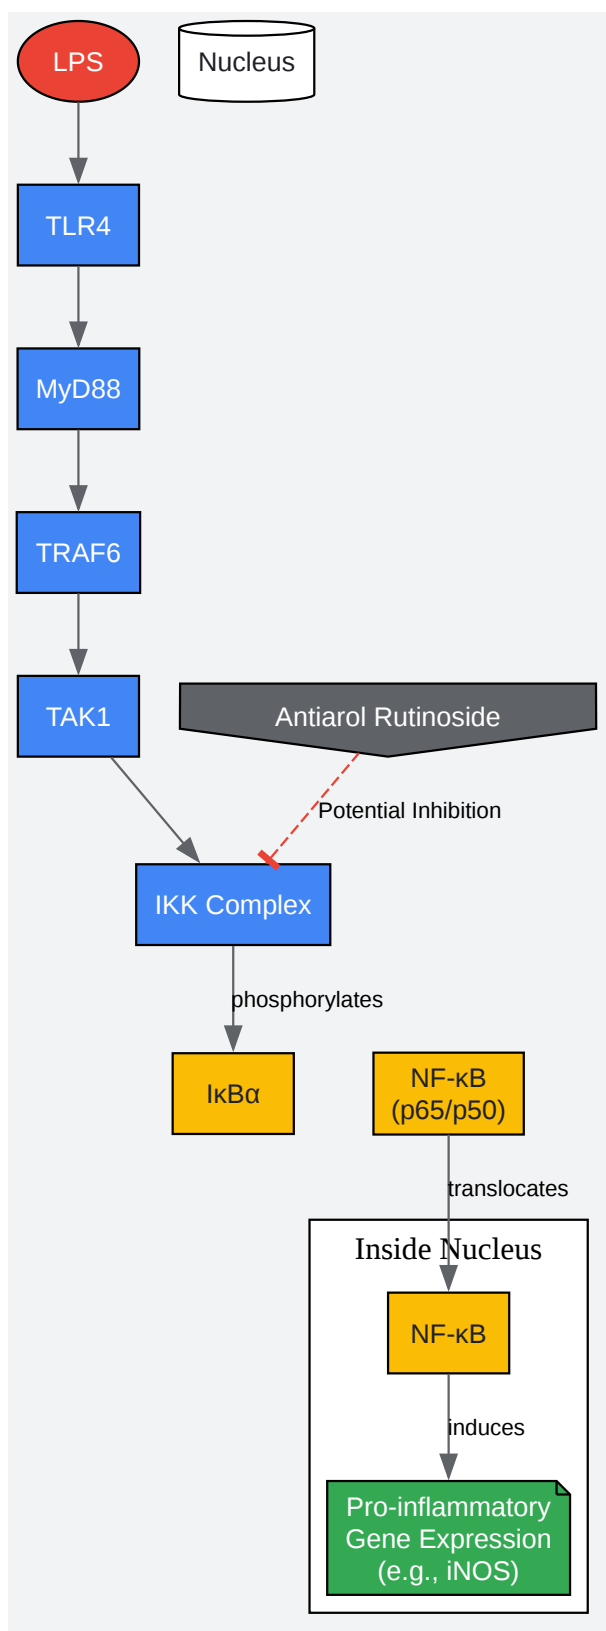 LPS
Nucleus
TLR4
MyD88
TRAF6
TAK1
Antiarol Rutinoside
Potential Inhibition
IKK Complex
phosphorylates
IκBα
NF-κB
(p65/p50)
translocates
Inside Nucleus
NF-κB
induces
Pro-inflammatory
Gene Expression
(e.g., iNOS)